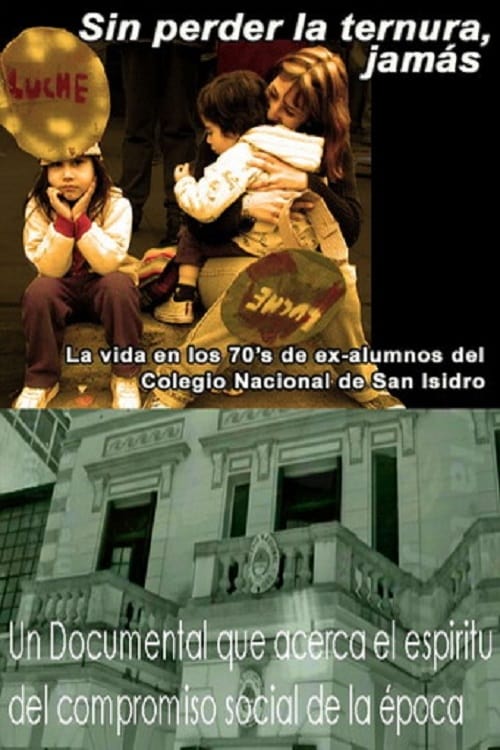 Sin perder la ternura,
jamás
LUCHE
LUCHE
La vida en los 70's de ex-alumnos del
Colegio Nacional de San Isidro
Un Documental que acerca el espiritu
del compromiso social de la época